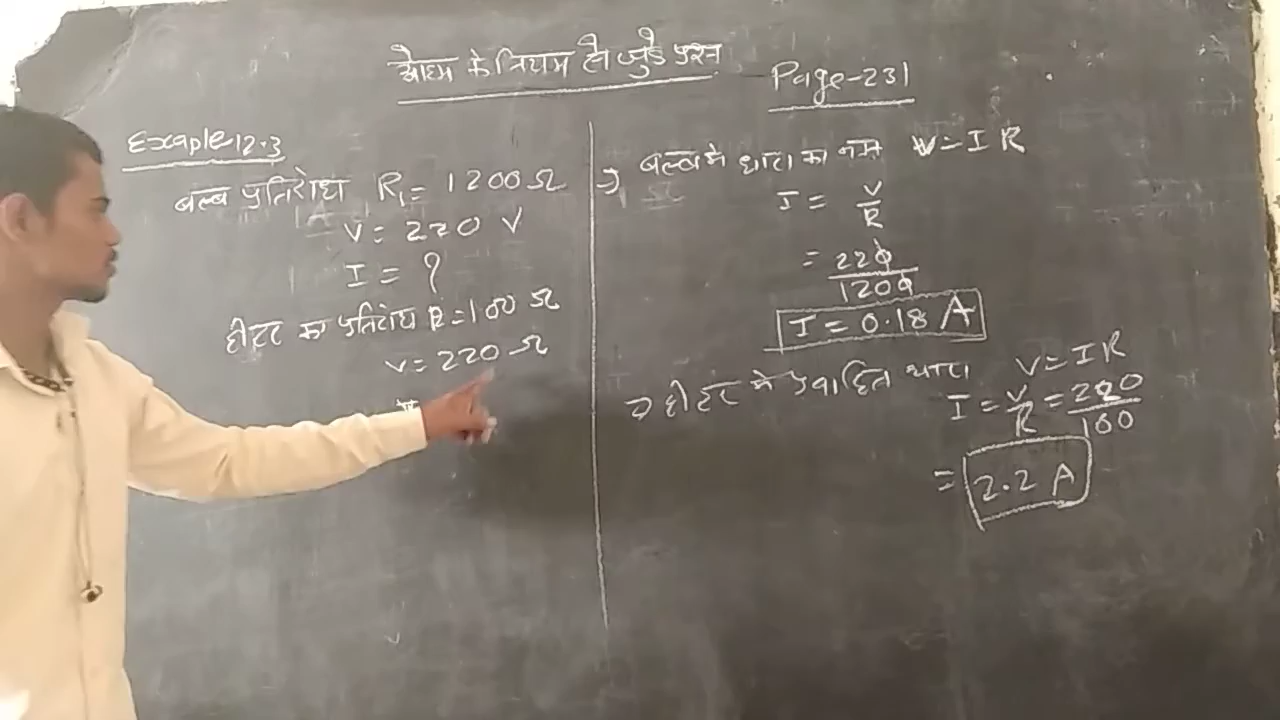 ओम के नियम से जुड़े प्रश्न
Page-231
Exaple 12.3
बल्ब प्रतिरोध R₁ = 1200 Ω
V = 220 V
I = ?
हीटर का प्रतिरोध R = 100 Ω
V = 220 Ω
I
बल्ब में धारा का मान V = I R
I = V/R
= 220/1200
I = 0.18 A
हीटर में प्रवाहित धारा V = I R
I = V/R = 220/100
= 2.2 A